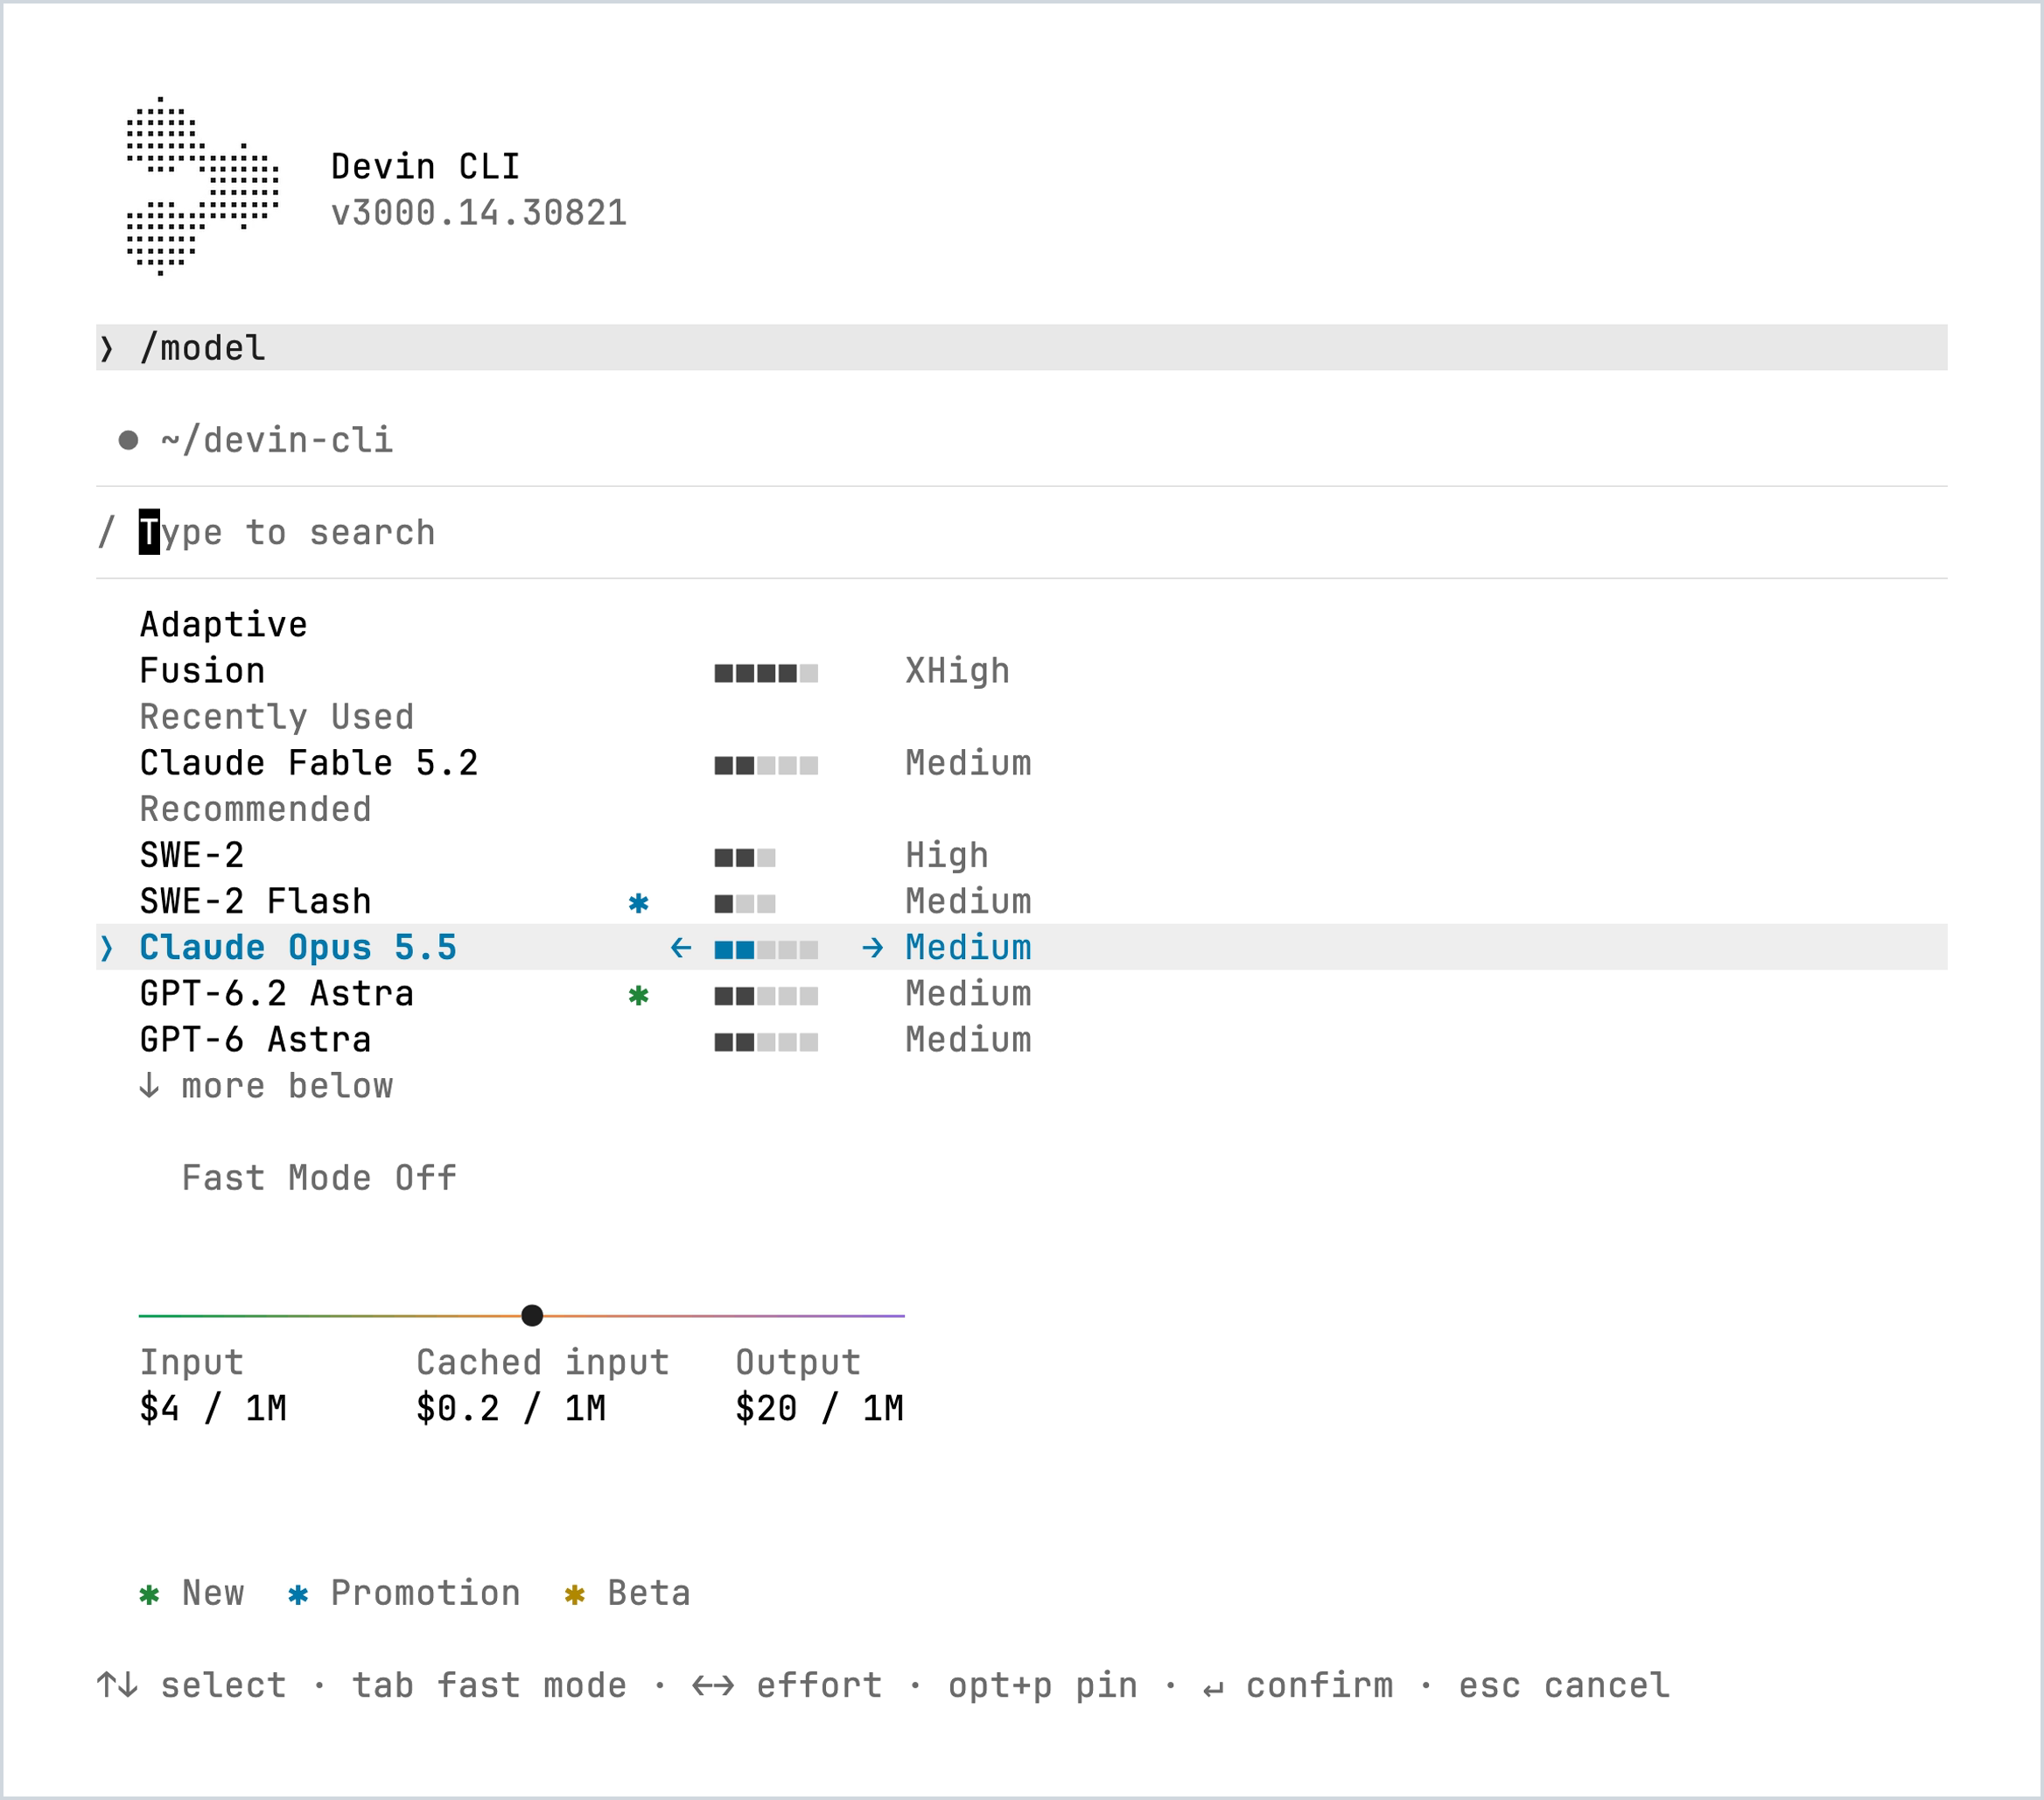 Devin CLI
v3000.14.30821
❯ /model
● ~/devin-cli
/ Type to search
Adaptive
Fusion ■■■■■ XHigh
Recently Used
Claude Fable 5.2 ■■■■■ Medium
Recommended
SWE-2 ■■■ High
SWE-2 Flash ✱ ■■■ Medium
❯ Claude Opus 5.5 ← ■■■■■ → Medium
GPT-6.2 Astra ✱ ■■■■■ Medium
GPT-6 Astra ■■■■■ Medium
↓ more below
Fast Mode Off
Input Cached input Output
$4 / 1M $0.2 / 1M $20 / 1M
✱ New ✱ Promotion ✱ Beta
↑↓ select · tab fast mode · ←→ effort · opt+p pin · ↵ confirm · esc cancel